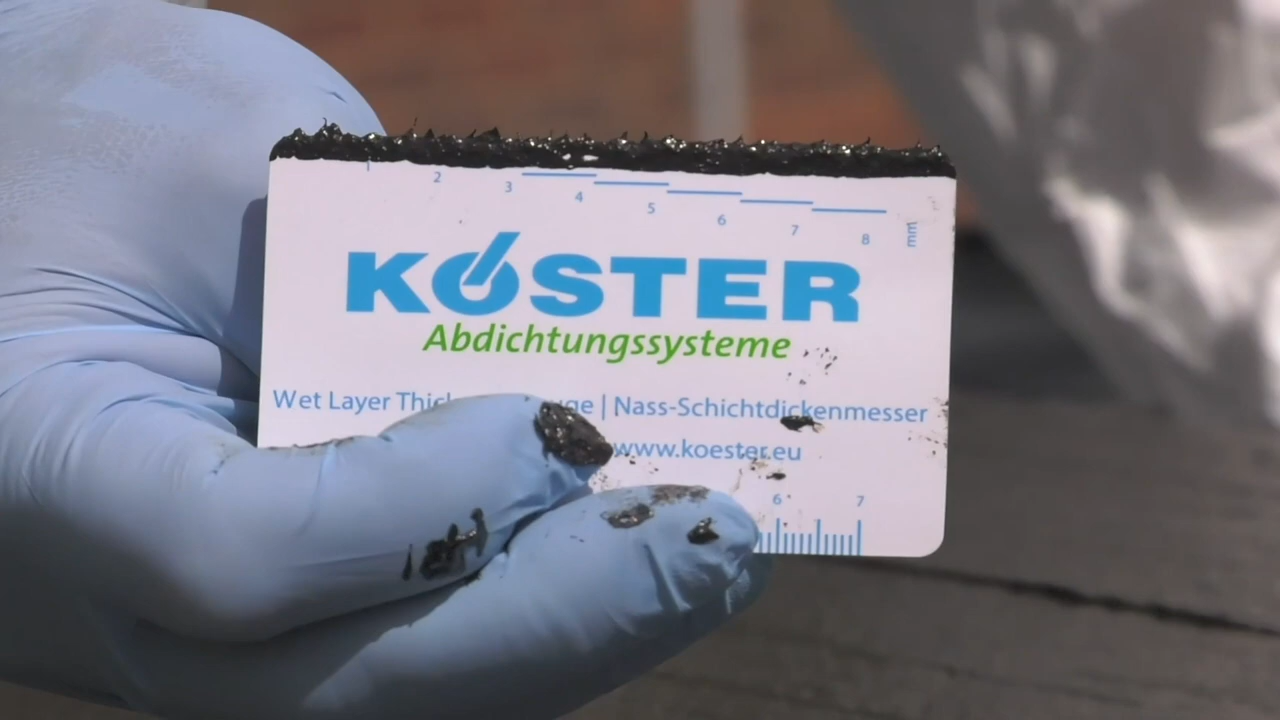 1 2 3 4 5 6 7 8 mm
KÖSTER
Abdichtungssysteme
Wet Layer | Nass-Schichtdickenmesser
www.koester.eu
6 7